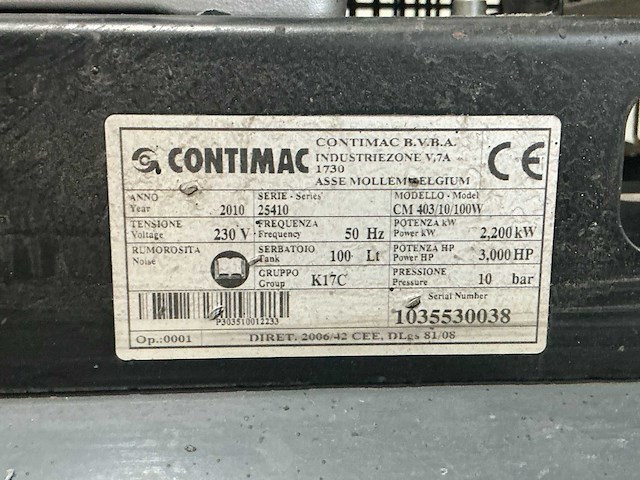 CONTIMAC
CONTIMAC B.V.B.A.
INDUSTRIEZONE V,7A
1730
ASSE MOLLEM BELGIUM
CE
ANNO Year 2010
SERIE - Series 25410
MODELLO - Model CM 403/10/100W
TENSIONE Voltage 230 V
FREQUENZA Frequency 50 Hz
POTENZA kW Power kW 2,200 kW
RUMOROSITA Noise
SERBATOIO Tank 100 Lt
POTENZA HP Power HP 3,000 HP
GRUPPO Group K17C
PRESSIONE Pressure 10 bar
P303510012233
Serial Number
1035530038
Op.:0001
DIRET. 2006/42 CEE, DLgs 81/08